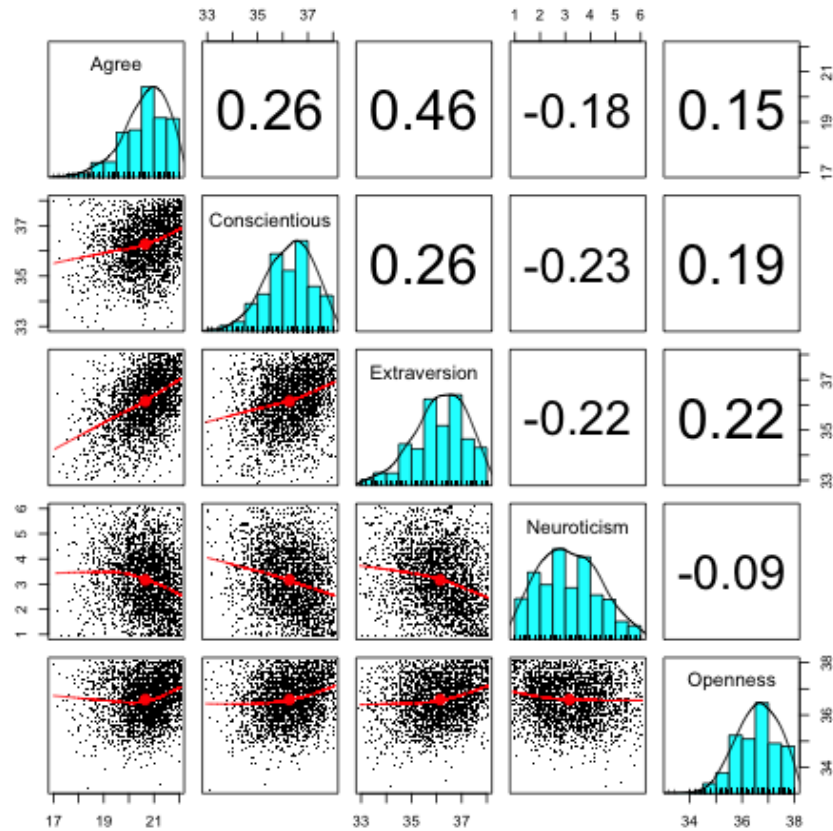 33 35 37 1 2 3 4 5 6
Agree
0.26 0.46 -0.18 0.15
17 19 21
Conscientious
0.26 -0.23 0.19
33 35 37
Extraversion
-0.22 0.22
33 35 37
Neuroticism
-0.09
1 2 3 4 5 6
Openness
34 36 38
17 19 21 33 35 37 34 36 38